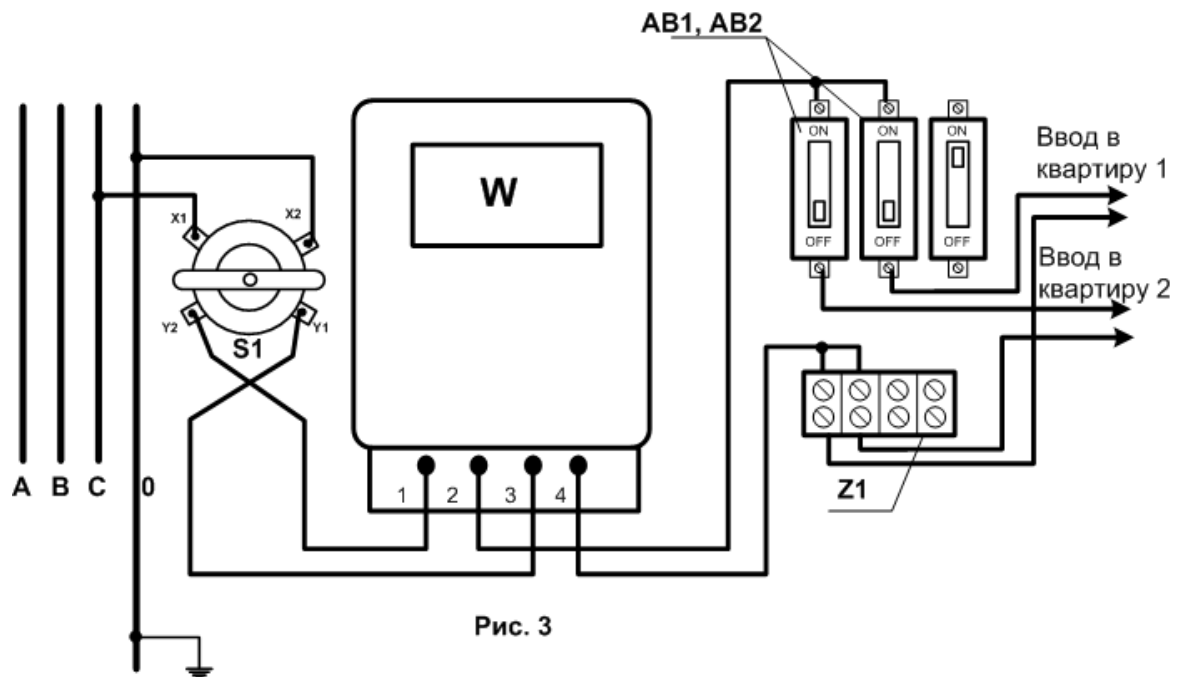 АВ1, АВ2
ON
ON
ON
OFF
OFF
OFF
Ввод в
квартиру 1
Ввод в
квартиру 2
W
X1
X2
Y2
Y1
S1
A
B
C
0
1
2
3
4
Z1
Рис. 3